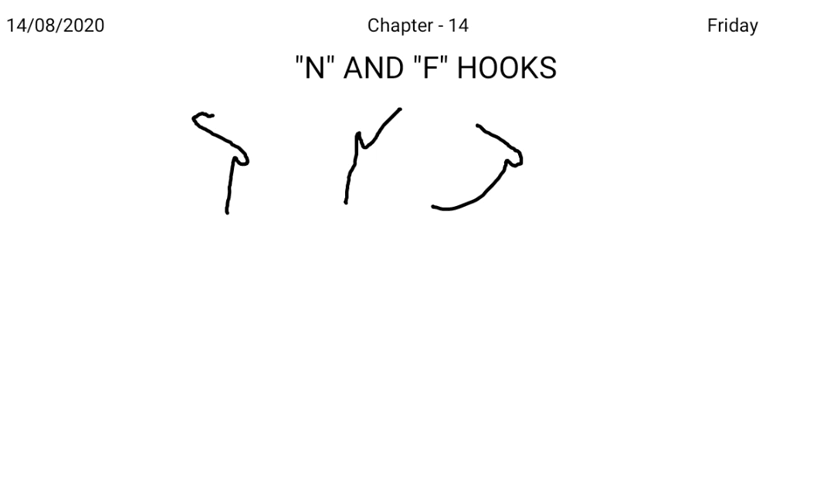 14/08/2020 Chapter - 14 Friday
"N" AND "F" HOOKS